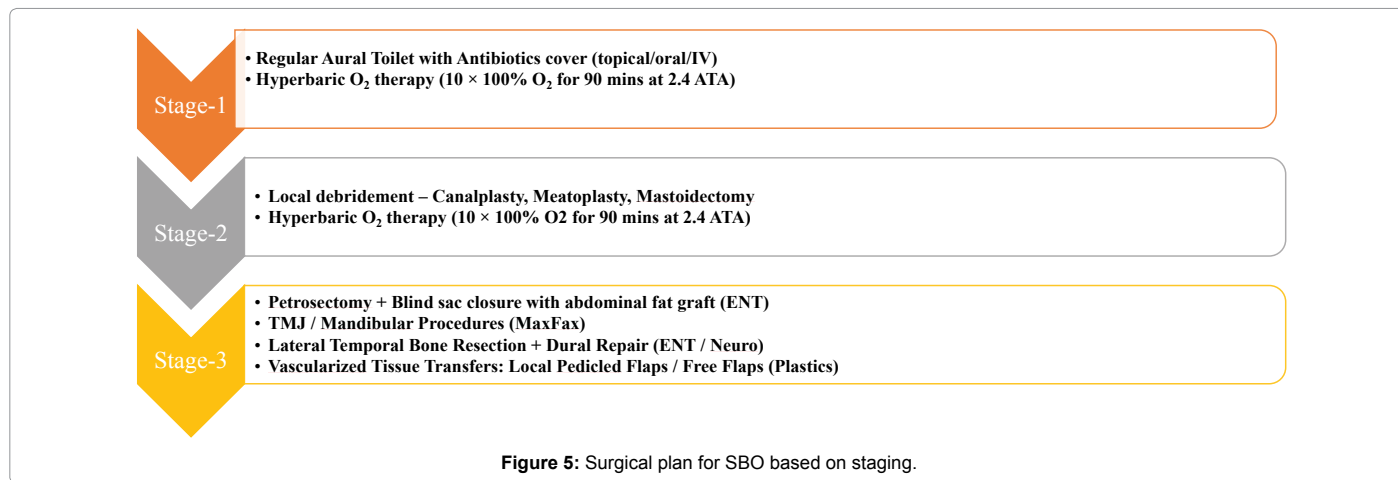 Stage-1
• Regular Aural Toilet with Antibiotics cover (topical/oral/IV)
• Hyperbaric O₂ therapy (10 × 100% O₂ for 90 mins at 2.4 ATA)
Stage-2
• Local debridement – Canalplasty, Meatoplasty, Mastoidectomy
• Hyperbaric O₂ therapy (10 × 100% O2 for 90 mins at 2.4 ATA)
Stage-3
• Petrosectomy + Blind sac closure with abdominal fat graft (ENT)
• TMJ / Mandibular Procedures (MaxFax)
• Lateral Temporal Bone Resection + Dural Repair (ENT / Neuro)
• Vascularized Tissue Transfers: Local Pedicled Flaps / Free Flaps (Plastics)
Figure 5: Surgical plan for SBO based on staging.